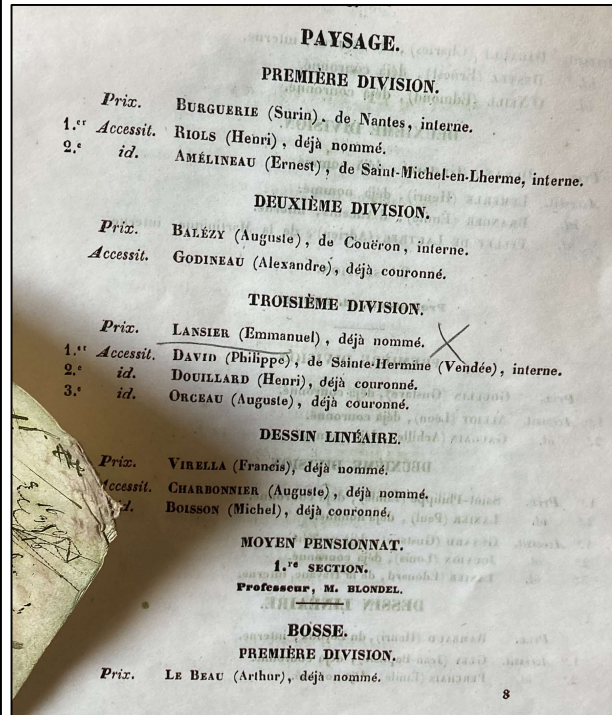 PAYSAGE.
PREMIÈRE DIVISION.
Prix. BURGUERIE (Surin). de Nantes, interne.
1.er Accessit. RIOLS (Henri), déjà nommé.
2.e id. AMÉLINEAU (Ernest), de Saint-Michel-en-Lherme, interne.
DEUXIÈME DIVISION.
Prix. BALÉZY (Auguste), de Couëron, interne.
Accessit. GODINEAU (Alexandre), déjà couronné.
TROISIÈME DIVISION.
Prix. LANSIER (Emmanuel), déjà nommé.
1.er Accessit. DAVID (Philippe), de Sainte-Hermine (Vendée), interne.
2.e id. DOUILLARD (Henri), déjà couronné.
3.e id. ORCEAU (Auguste), déjà couronné.
DESSIN LINÉAIRE.
Prix. VIRELLA (Francis), déjà nommé.
ccessit. CHARBONNIER (Auguste), déjà nommé.
id. BOISSON (Michel), déjà couronné.
MOYEN PENSIONNAT.
1.re SECTION.
Professeur, M. BLONDEL.
BOSSE.
PREMIÈRE DIVISION.
Prix. LE BEAU (Arthur), déjà nommé.
8